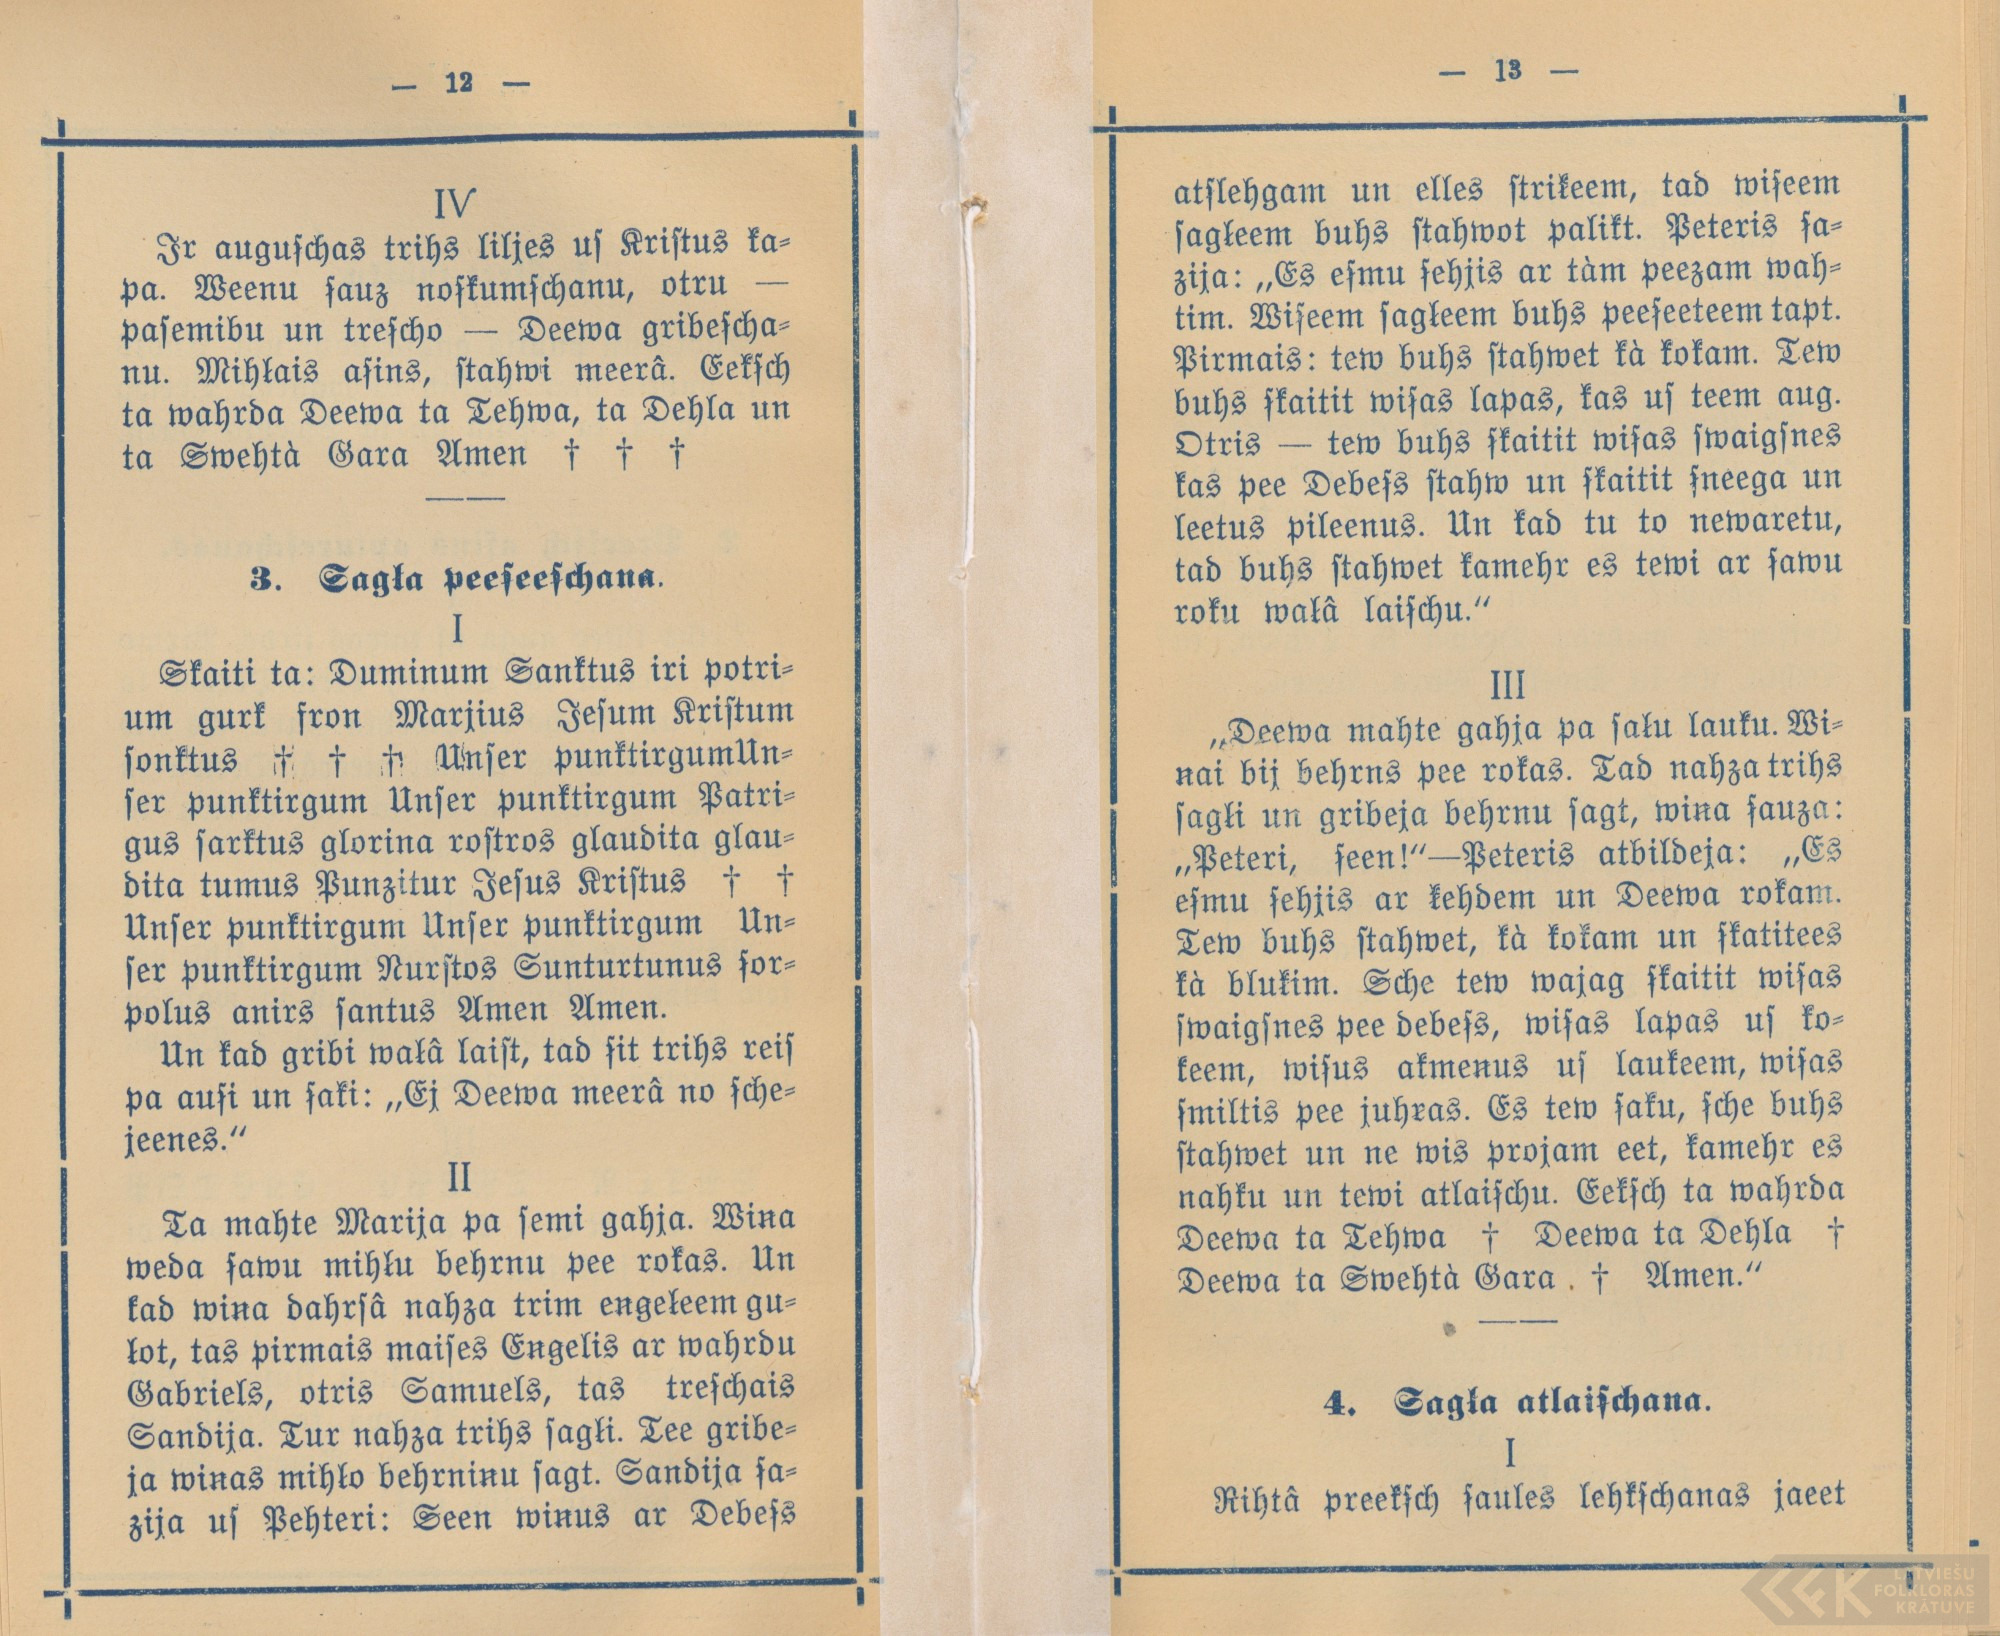 — 12 —
IV
Ir auguſchas trihs liljes uſ Kriſtus ka⸗
pa. Weenu ſauz noſkumſchanu, otru —
paſemibu un treſcho — Deewa gribeſcha⸗
nu. Mihłais aſins, ſtahwi meerâ. Eekſch
ta wahrda Deewa ta Tehwa, ta Dehla un
ta Swehtà Gara Amen † † †
3. Sagła peeſeeſchana.
I
Skaiti ta: Duminum Sanktus iri potri⸗
um gurk fron Marjius Jeſum Kriſtum
ſonktus † † † Unſer punktirgumUn⸗
ſer punktirgum Unſer punktirgum Patri⸗
gus ſarktus glorina roſtros glaudita glau⸗
dita tumus Punzitur Jeſus Kriſtus † †
Unſer punktirgum Unſer punktirgum Un⸗
ſer punktirgum Nurſtos Sunturtunus ſor⸗
polus anirs ſantus Amen Amen.
Un kad gribi wałâ laiſt, tad ſit trihs reiſ
pa auſi un ſaki: „Ej Deewa meerâ no ſche⸗
jeenes.“
II
Ta mahte Marija pa ſemi gahja. Wina
weda ſawu mihłu behrnu pee rokas. Un
kad wina dahrſâ nahza trim engełeem gu⸗
łot, tas pirmais maiſes Engelis ar wahrdu
Gabriels, otris Samuels, tas treſchais
Sandija. Tur nahza trihs ſagłi. Tee gribe⸗
ja winas mihło behrninu ſagt. Sandija ſa⸗
zija uſ Pehteri: Seen winus ar Debeſs
— 13 —
atſlehgam un elles ſtrikeem, tad wiſeem
ſagłeem buhs ſtahwot palikt. Peteris ſa⸗
zija: „Es eſmu ſehjis ar tàm peezam wah⸗
tim. Wiſeem ſagłeem buhs peeſeeteem tapt.
Pirmais: tew buhs ſtahwet kà kokam. Tew
buhs ſkaitit wiſas lapas, kas uſ teem aug.
Otris — tew buhs ſkaitit wiſas ſwaigſnes
kas pee Debeſs ſtahw un ſkaitit ſneega un
leetus pileenus. Un kad tu to newaretu,
tad buhs ſtahwet kamehr es tewi ar ſawu
roku wałâ laiſchu.“
III
„Deewa mahte gahja pa ſału lauku. Wi⸗
nai bij behrns pee rokas. Tad nahza trihs
ſagłi un gribeja behrnu ſagt, wina ſauza:
„Peteri, ſeen!“—Peteris atbildeja: „Es
eſmu ſehjis ar kehdem un Deewa rokam.
Tew buhs ſtahwet, kà kokam un ſkatitees
kà blukim. Sche tew wajag ſkaitit wiſas
ſwaigſnes pee debeſs, wiſas lapas uſ ko⸗
keem, wiſus akmenus uſ laukeem, wiſas
ſmiltis pee juhras. Es tew ſaku, ſche buhs
ſtahwet un ne wis projam eet, kamehr es
nahku un tewi atlaiſchu. Eekſch ta wahrda
Deewa ta Tehwa † Deewa ta Dehla †
Deewa ta Swehtà Gara . † Amen.“
4. Sagła atlaiſchana.
I
Rihtâ preekſch ſaules lehkſchanas jaeet
LATVIEŠU
FOLKLORAS
KRĀTUVE